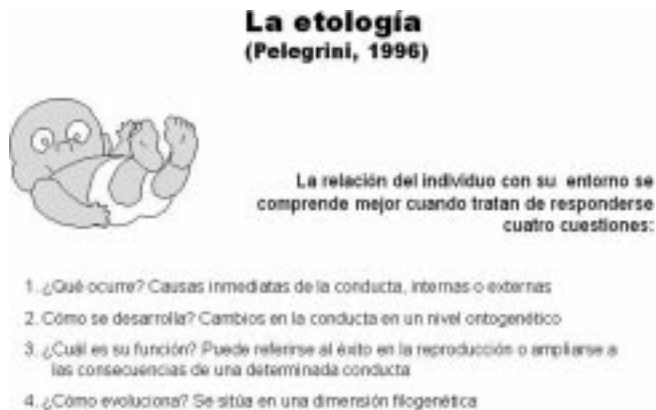 La etología
(Pelegrini, 1996)
La relación del individuo con su entorno se
comprende mejor cuando tratan de responderse
cuatro cuestiones:
1. ¿Qué ocurre? Causas inmediatas de la conducta, internas o externas
2. Cómo se desarrolla? Cambios en la conducta en un nivel ontogenético
3. ¿Cuál es su función? Puede referirse al éxito en la reproducción o ampliarse a
las consecuencias de una determinada conducta
4. ¿Cómo evoluciona? Se sitúa en una dimensión filogenética